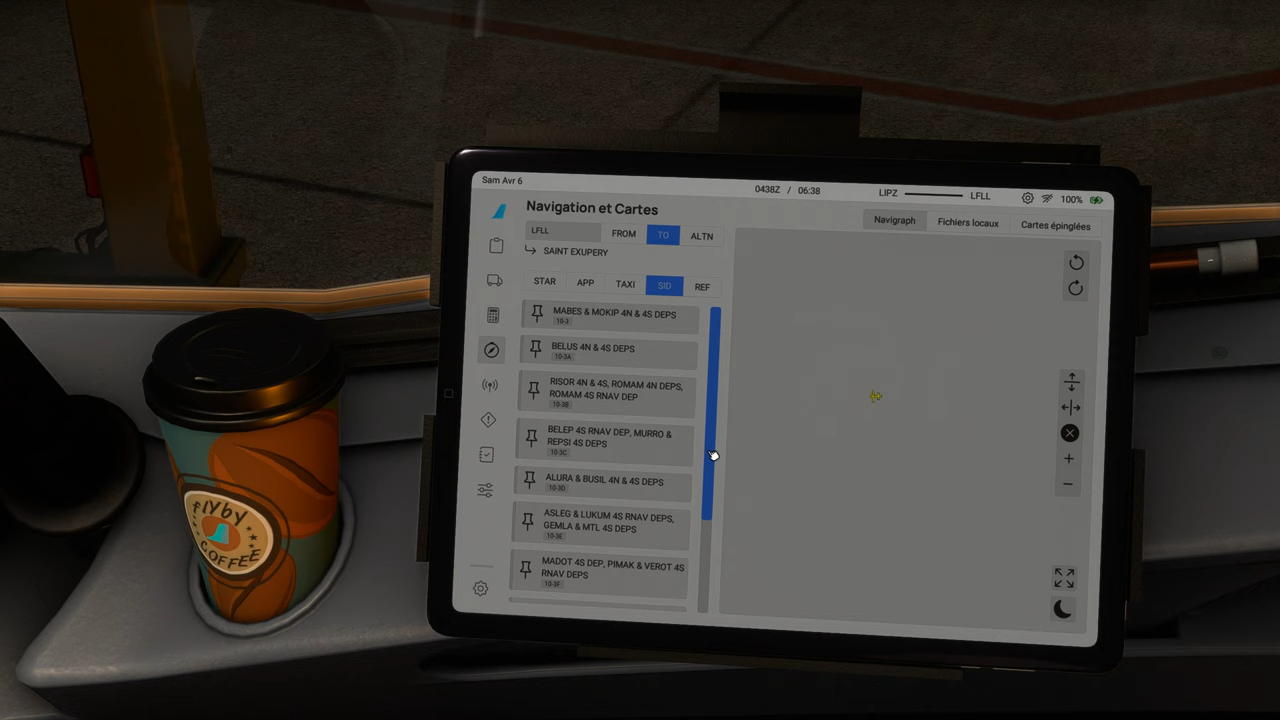 Sam Avr 6
0438Z / 06:38
LIPZ
LFLL
100%
Navigation et Cartes
Navigraph
Fichiers locaux
Cartes épinglées
LFLL
FROM
TO
ALTN
SAINT EXUPERY
STAR
APP
TAXI
SID
REF
MABES & MOKIP 4N & 4S DEPS
10-3
BELUS 4N & 4S DEPS
10-3A
RISOR 4N & 4S, ROMAM 4N DEPS,
ROMAM 4S RNAV DEP
10-3B
BELEP 4S RNAV DEP, MURRO &
REPSI 4S DEPS
10-3C
ALURA & BUSIL 4N & 4S DEPS
10-3D
ASLEG & LUKUM 4S RNAV DEPS,
GEMLA & MTL 4S DEPS
10-3E
MADOT 4S DEP, PIMAK & VEROT 4S
RNAV DEPS
10-3F
flyby
COFFEE